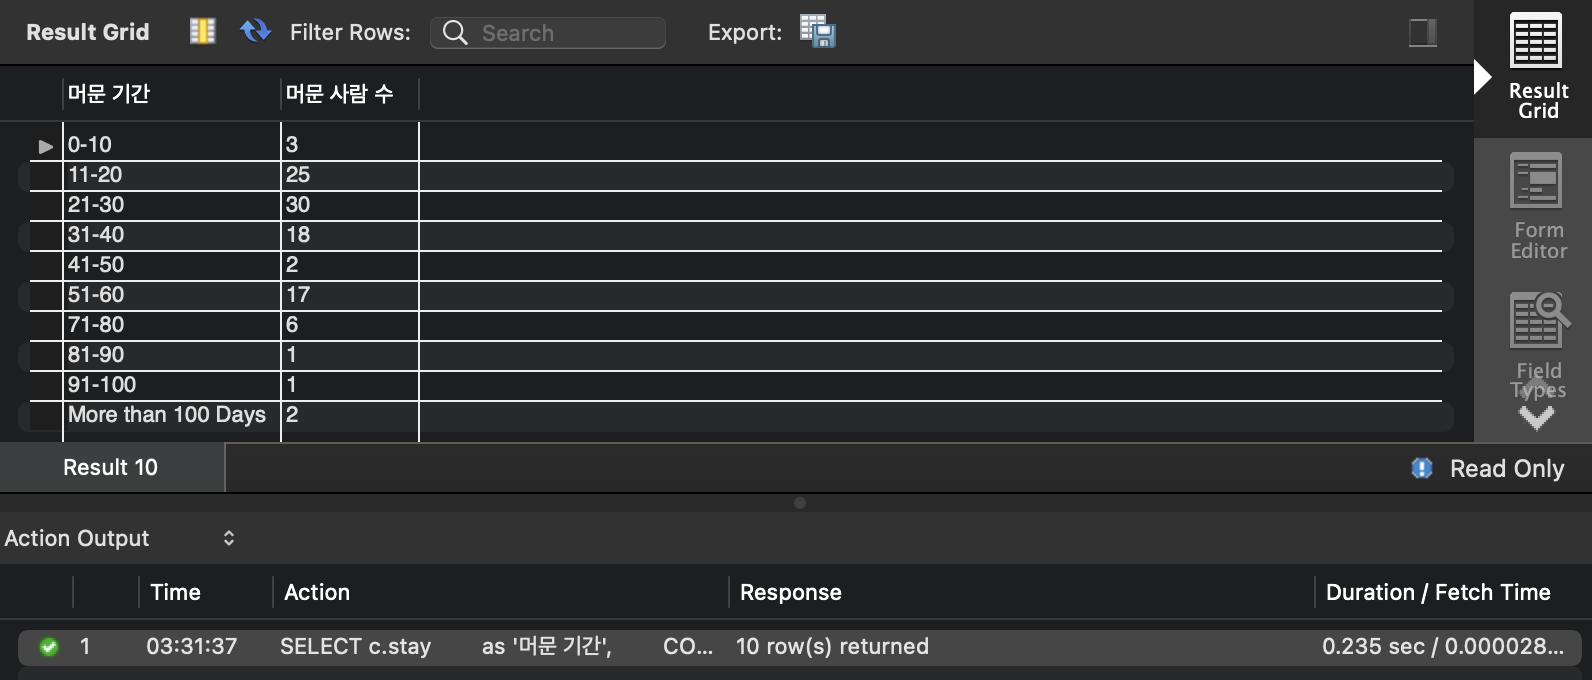 Result Grid Filter Rows: Search Export:
머문 기간 머문 사람 수
0-10 3
11-20 25
21-30 30
31-40 18
41-50 2
51-60 17
71-80 6
81-90 1
91-100 1
More than 100 Days 2
Result
Grid
Form
Editor
Field
Types
Result 10 Read Only
Action Output
Time Action Response Duration / Fetch Time
1 03:31:37 SELECT c.stay as '머문 기간', CO... 10 row(s) returned 0.235 sec / 0.000028...